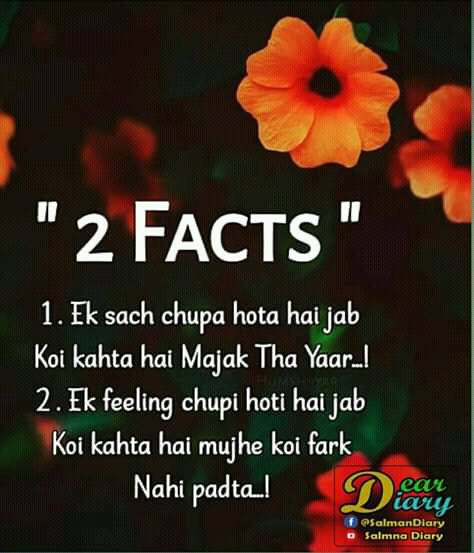 " 2 FACTS "
1. Ek sach chupa hota hai jab
Koi kahta hai Majak Tha Yaar...!
HUMSHAYAR
2. Ek feeling chupi hoti hai jab
Koi kahta hai mujhe koi fark
Nahi padta...!
Dear
Diary
f @SalmanDiary
Salmna Diary